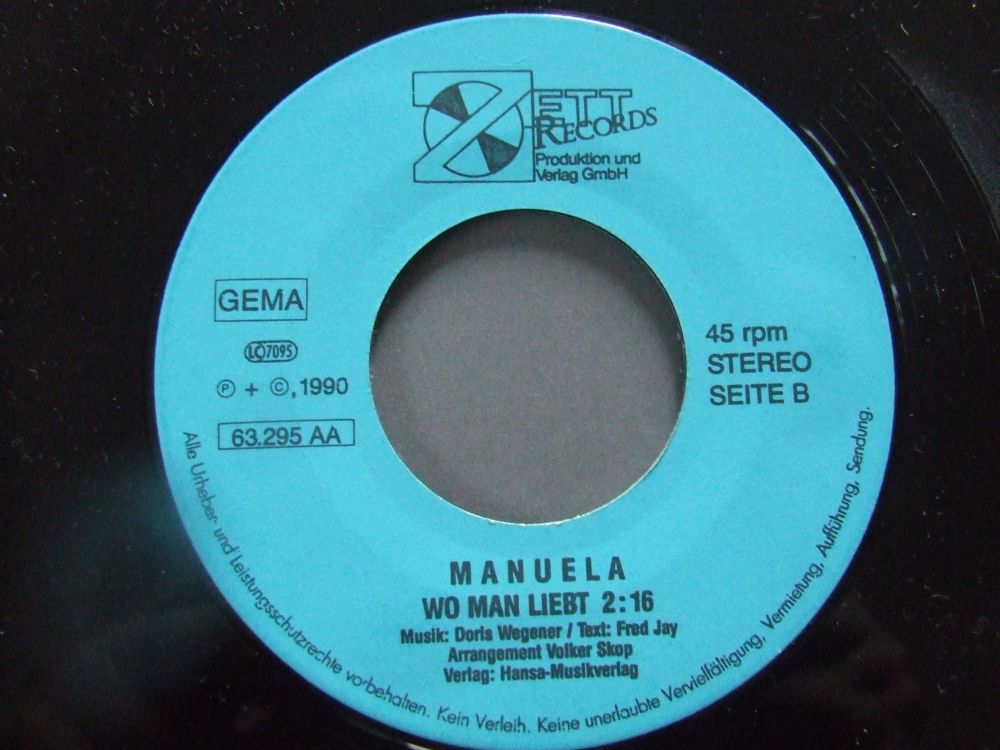 ZETT
RECORDS
Produktion und
Verlag GmbH
GEMA
LC 7095
℗ + ©, 1990
63.295 AA
45 rpm
STEREO
SEITE B
MANUELA
WO MAN LIEBT 2:16
Musik: Doris Wegener / Text: Fred Jay
Arrangement Volker Skop
Verlag: Hansa-Musikverlag
Alle Urheber- und Leistungsschutzrechte vorbehalten. Kein Verleih. Keine unerlaubte Vervielfältigung, Vermietung, Aufführung, Sendung.